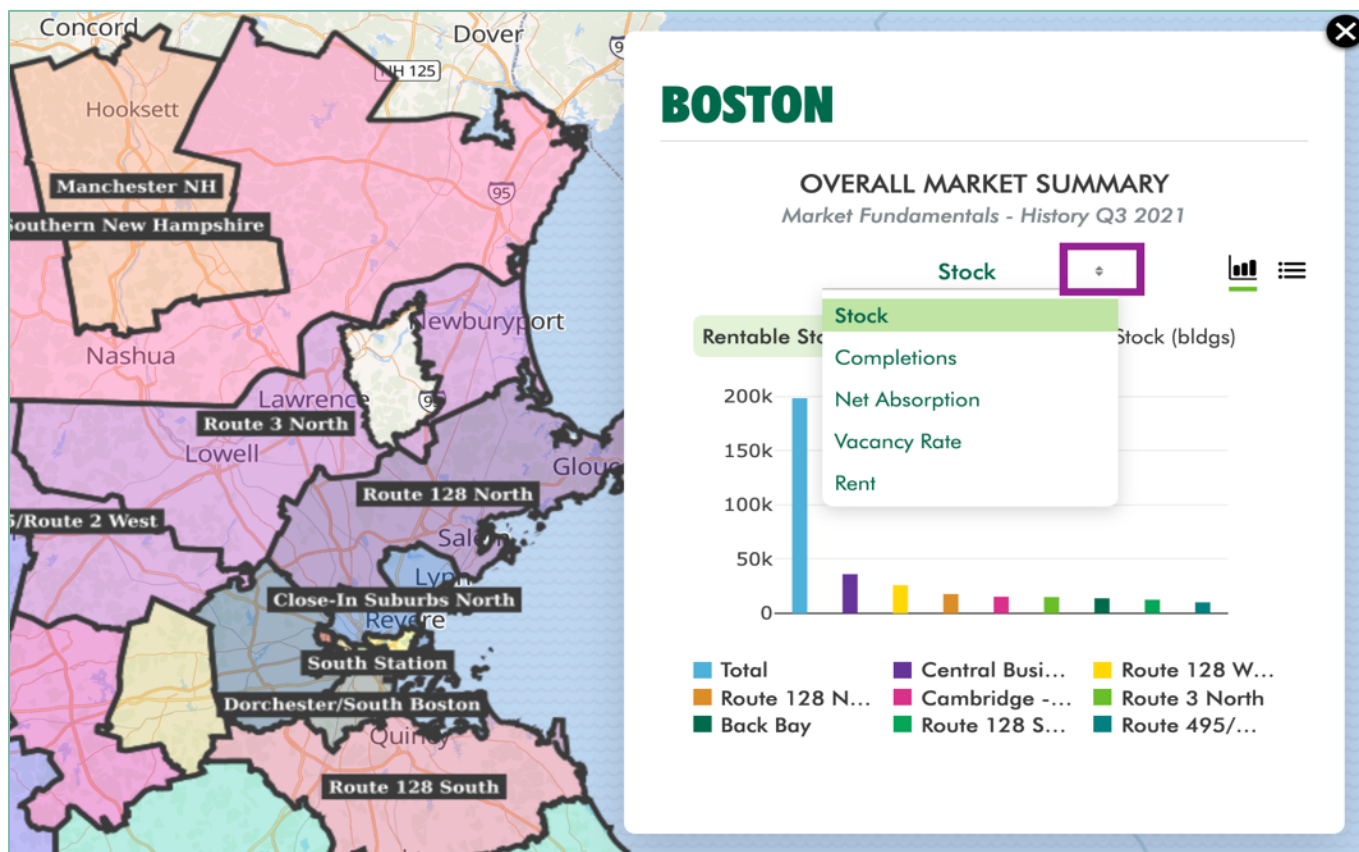 Concord
Dover
NH 125
Hooksett
Manchester NH
95
outhern New Hampshire
Newburyport
Nashua
Lawrence
Route 3 North
Lowell
Glouc
Route 128 North
5/Route 2 West
Salem
Lynn
Close-In Suburbs North
Revere
South Station
Dorchester/South Boston
Quincy
Route 128 South
BOSTON
OVERALL MARKET SUMMARY
Market Fundamentals - History Q3 2021
Stock
Stock
Completions
Net Absorption
Vacancy Rate
Rent
Rentable Sto
Stock (bldgs)
200k
150k
100k
50k
0
Total
Central Busi...
Route 128 W...
Route 128 N...
Cambridge -...
Route 3 North
Back Bay
Route 128 S...
Route 495/...